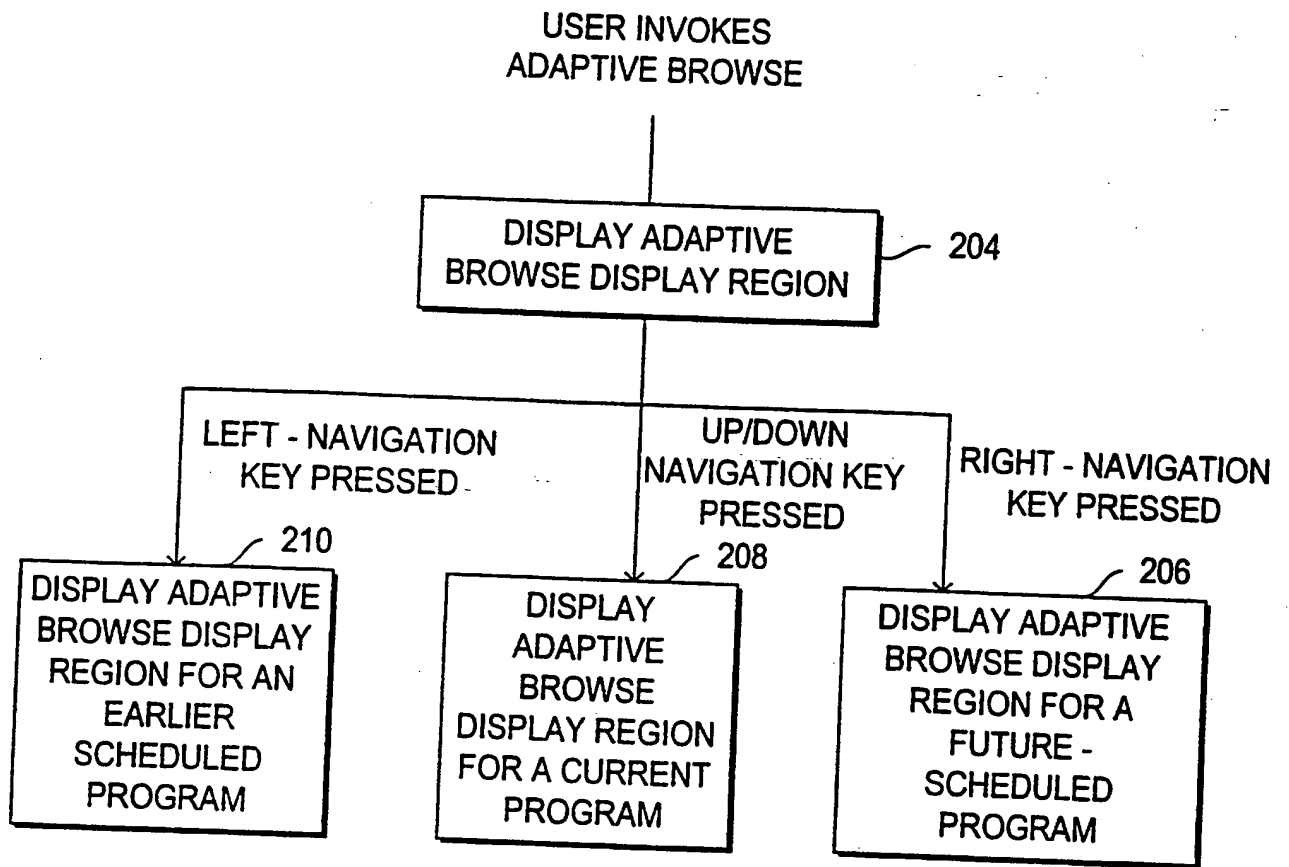 USER INVOKES
ADAPTIVE BROWSE
DISPLAY ADAPTIVE
BROWSE DISPLAY REGION
204
LEFT - NAVIGATION
KEY PRESSED
UP/DOWN
NAVIGATION KEY
PRESSED
RIGHT - NAVIGATION
KEY PRESSED
210
DISPLAY ADAPTIVE
BROWSE DISPLAY
REGION FOR AN
EARLIER
SCHEDULED
PROGRAM
208
DISPLAY
ADAPTIVE
BROWSE
DISPLAY REGION
FOR A CURRENT
PROGRAM
206
DISPLAY ADAPTIVE
BROWSE DISPLAY
REGION FOR A
FUTURE -
SCHEDULED
PROGRAM